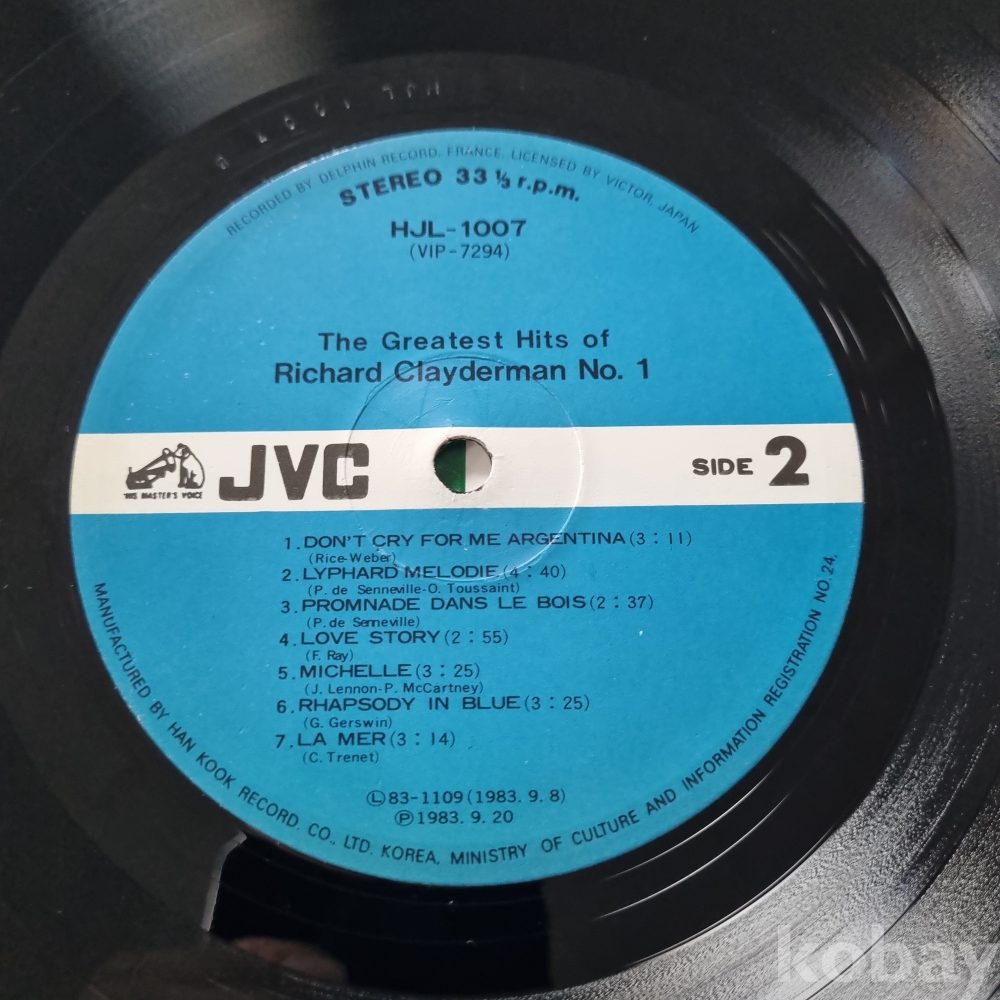 RECORDED BY DELPHIN RECORD, FRANCE, LICENSED BY VICTOR, JAPAN
STEREO 33 ⅓ r.p.m.
HJL-1007
(VIP-7294)
The Greatest Hits of
Richard Clayderman No. 1
HIS MASTER'S VOICE
JVC
SIDE 2
1. DON'T CRY FOR ME ARGENTINA (3 : 11)
(Rice-Weber)
2. LYPHARD MELODIE (4 : 40)
(P. de Senneville-O. Toussaint)
3. PROMNADE DANS LE BOIS (2 : 37)
(P. de Senneville)
4. LOVE STORY (2 : 55)
(F. Ray)
5. MICHELLE (3 : 25)
(J. Lennon-P. McCartney)
6. RHAPSODY IN BLUE (3 : 25)
(G. Gerswin)
7. LA MER (3 : 14)
(C. Trenet)
Ⓛ83-1109 (1983. 9. 8)
Ⓟ1983. 9. 20
MANUFACTURED BY HAN KOOK RECORD. CO., LTD. KOREA, MINISTRY OF CULTURE AND INFORMATION REGISTRATION NO. 24.
kobay